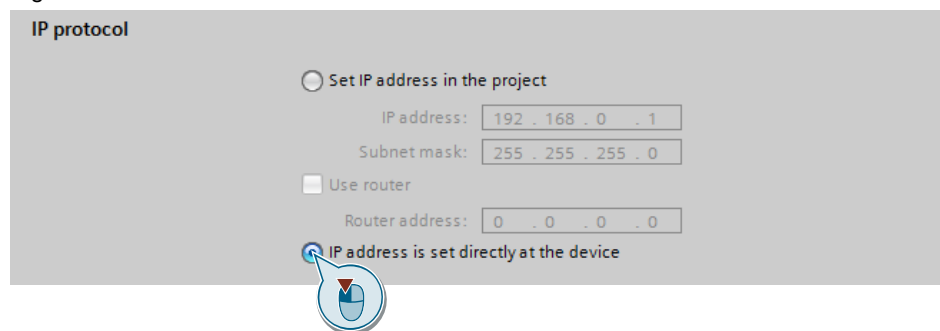 IP protocol
Set IP address in the project
IP address: 192 . 168 . 0 . 1
Subnet mask: 255 . 255 . 255 . 0
Use router
Router address: 0 . 0 . 0 . 0
IP address is set directly at the device